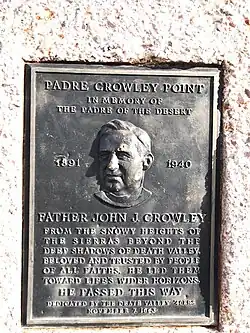 PADRE CROWLEY POINT
IN MEMORY OF
THE PADRE OF THE DESERT
1891 1940
FATHER JOHN J. CROWLEY
FROM THE SNOWY HEIGHTS OF
THE SIERRAS BEYOND THE
DEEP SHADOWS OF DEATH VALLEY,
BELOVED AND TRUSTED BY PEOPLE
OF ALL FAITHS, HE LED THEM
TOWARD LIFE'S WIDER HORIZONS.
HE PASSED THIS WAY.
DEDICATED BY THE DEATH VALLEY '49ERS
NOVEMBER